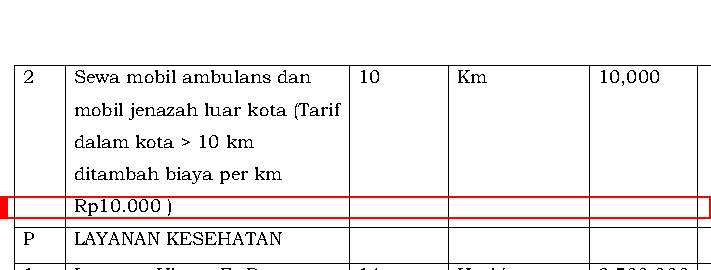 2 Sewa mobil ambulans dan 10 Km 10,000
mobil jenazah luar kota (Tarif
dalam kota > 10 km
ditambah biaya per km
Rp10.000 )
P LAYANAN KESEHATAN